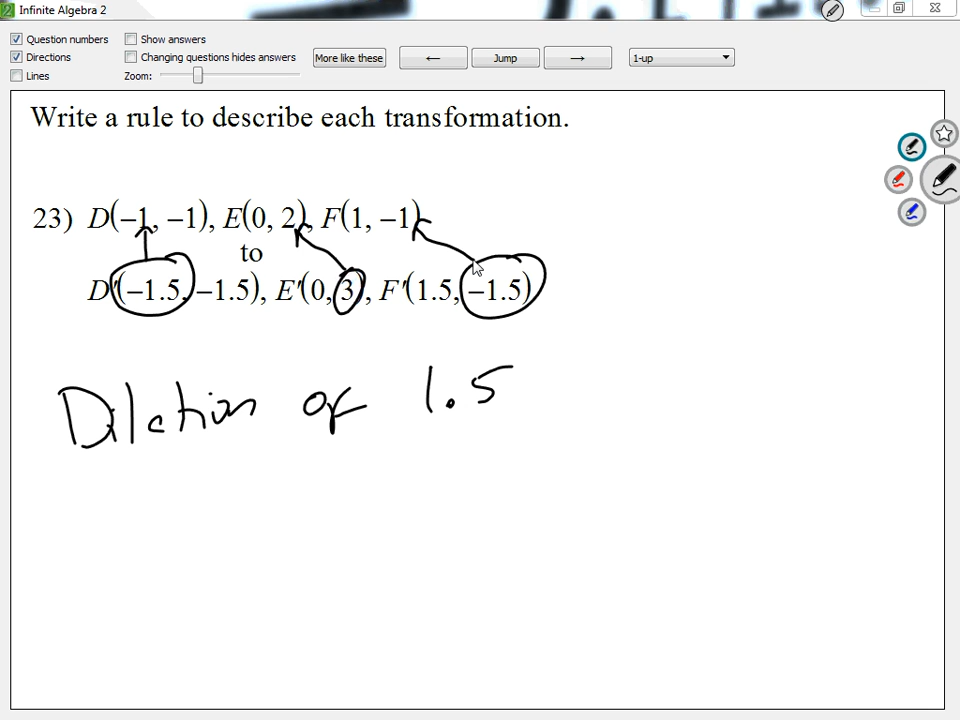 Infinite Algebra 2
Question numbers Show answers
Directions Changing questions hides answers More like these ← Jump → 1-up
Lines Zoom:
Write a rule to describe each transformation.
23) D(−1, −1), E(0, 2), F(1, −1)
to
D'(−1.5, −1.5), E'(0, 3), F'(1.5, −1.5)
Dilation of 1.5